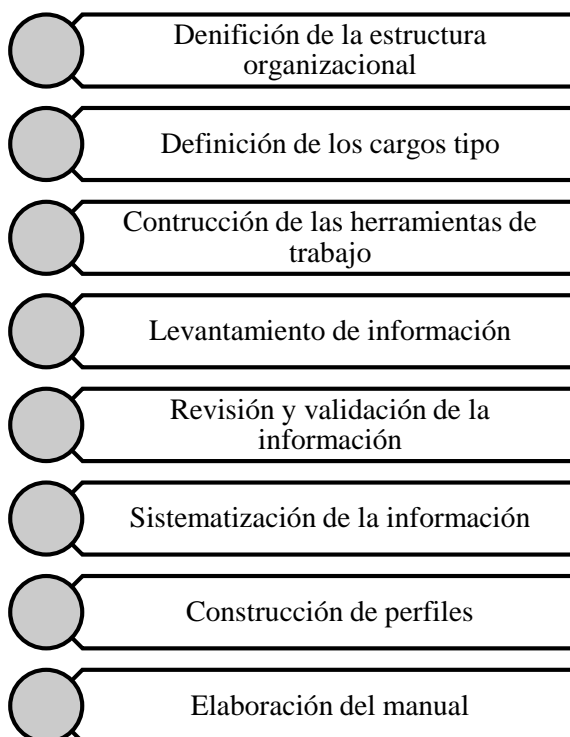 Denifición de la estructura
organizacional
Definición de los cargos tipo
Contrucción de las herramientas de
trabajo
Levantamiento de información
Revisión y validación de la
información
Sistematización de la información
Construcción de perfiles
Elaboración del manual